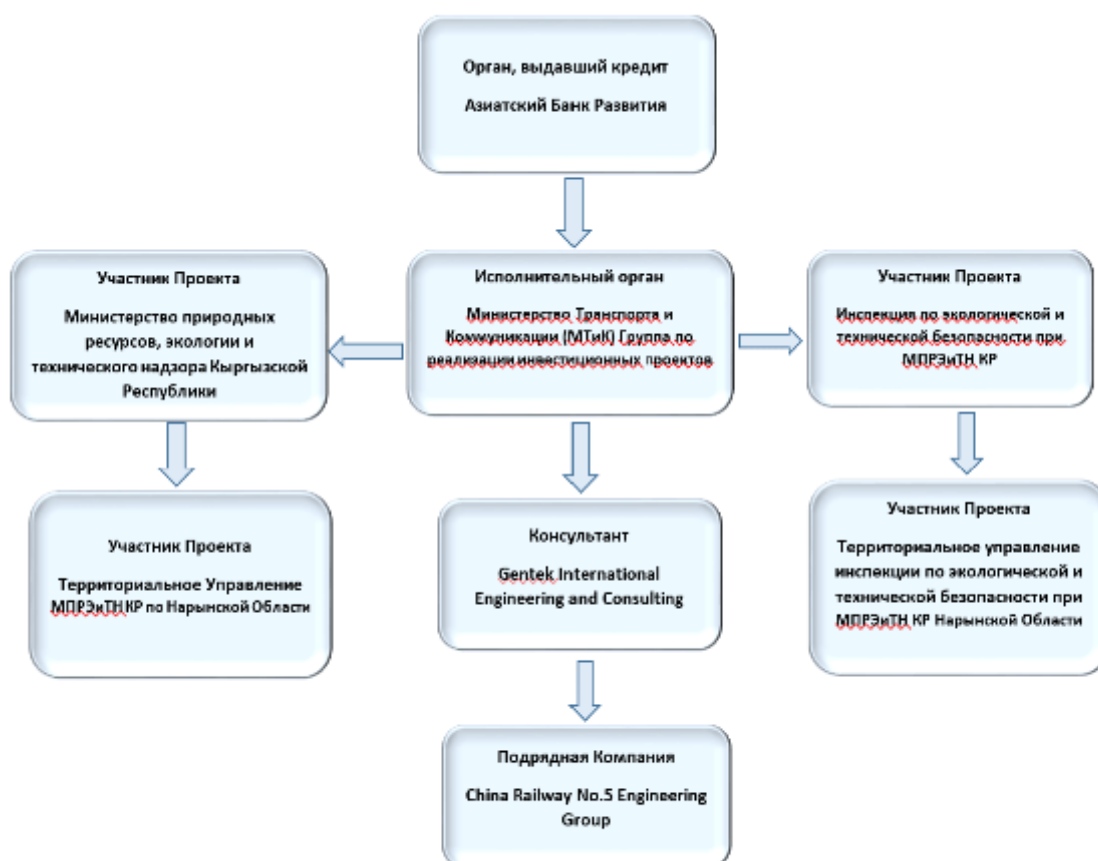 Орган, выдавший кредит
Азиатский Банк Развития
Участник Проекта
Министерство природных
ресурсов, экологии и
технического надзора Кыргызской
Республики
Исполнительный орган
Министерство Транспорта и
Коммуникации (МТиК) Группа по
реализации инвестиционных проектов
Участник Проекта
Инспекция по экологической и
технической безопасности при
МПРЭиТН КР
Участник Проекта
Территориальное Управление
МПРЭиТН КР по Нарынской Области
Консультант
Gentek International
Engineering and Consulting
Участник Проекта
Территориальное управление
инспекции по экологической и
технической безопасности при
МПРЭиТН КР Нарынской Области
Подрядная Компания
China Railway No.5 Engineering
Group